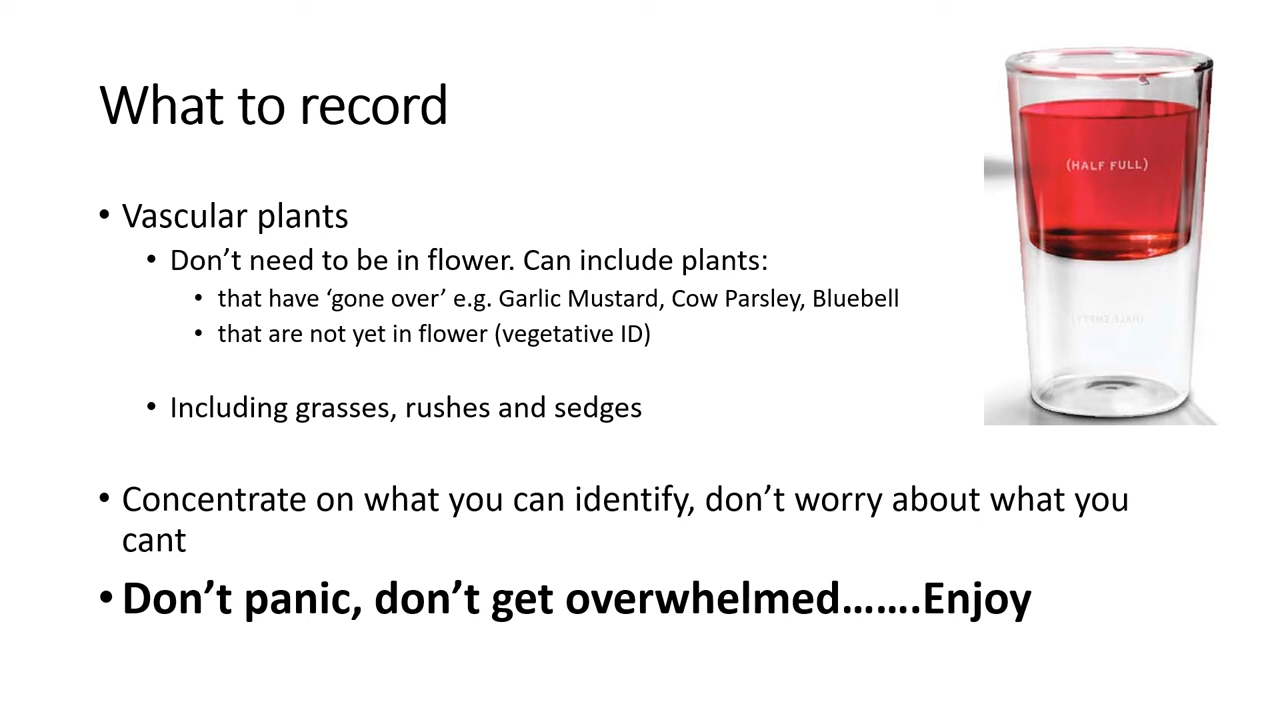 What to record
• Vascular plants
• Don’t need to be in flower. Can include plants:
• that have ‘gone over’ e.g. Garlic Mustard, Cow Parsley, Bluebell
• that are not yet in flower (vegetative ID)
• Including grasses, rushes and sedges
• Concentrate on what you can identify, don’t worry about what you
cant
• Don’t panic, don’t get overwhelmed…….Enjoy
(HALF FULL)
(HALF EMPTY)